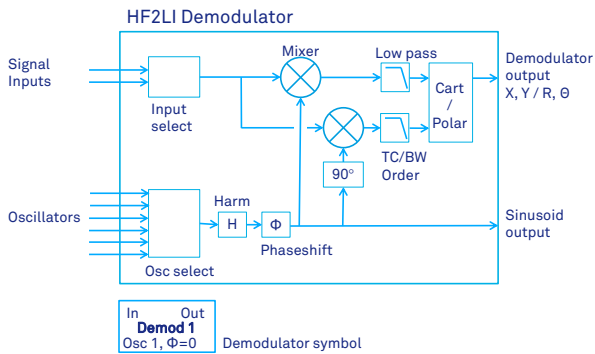 HF2LI Demodulator
Signal
Inputs
Input
select
Mixer
Low pass
Cart
/
Polar
Demodulator
output
X, Y / R, Θ
TC/BW
Order
90°
Oscillators
Osc select
Harm
H
Φ
Phaseshift
Sinusoid
output
In Out
Demod 1
Osc 1, Φ=0
Demodulator symbol